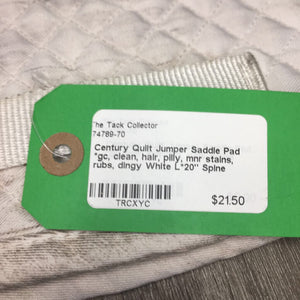 The Tack Collector
74769-70
Century Quilt Jumper Saddle Pad
*gc, clean, hair, pilly, mnr stains,
rubs, dingy White L*20" Spine
TRCXYC
$21.50